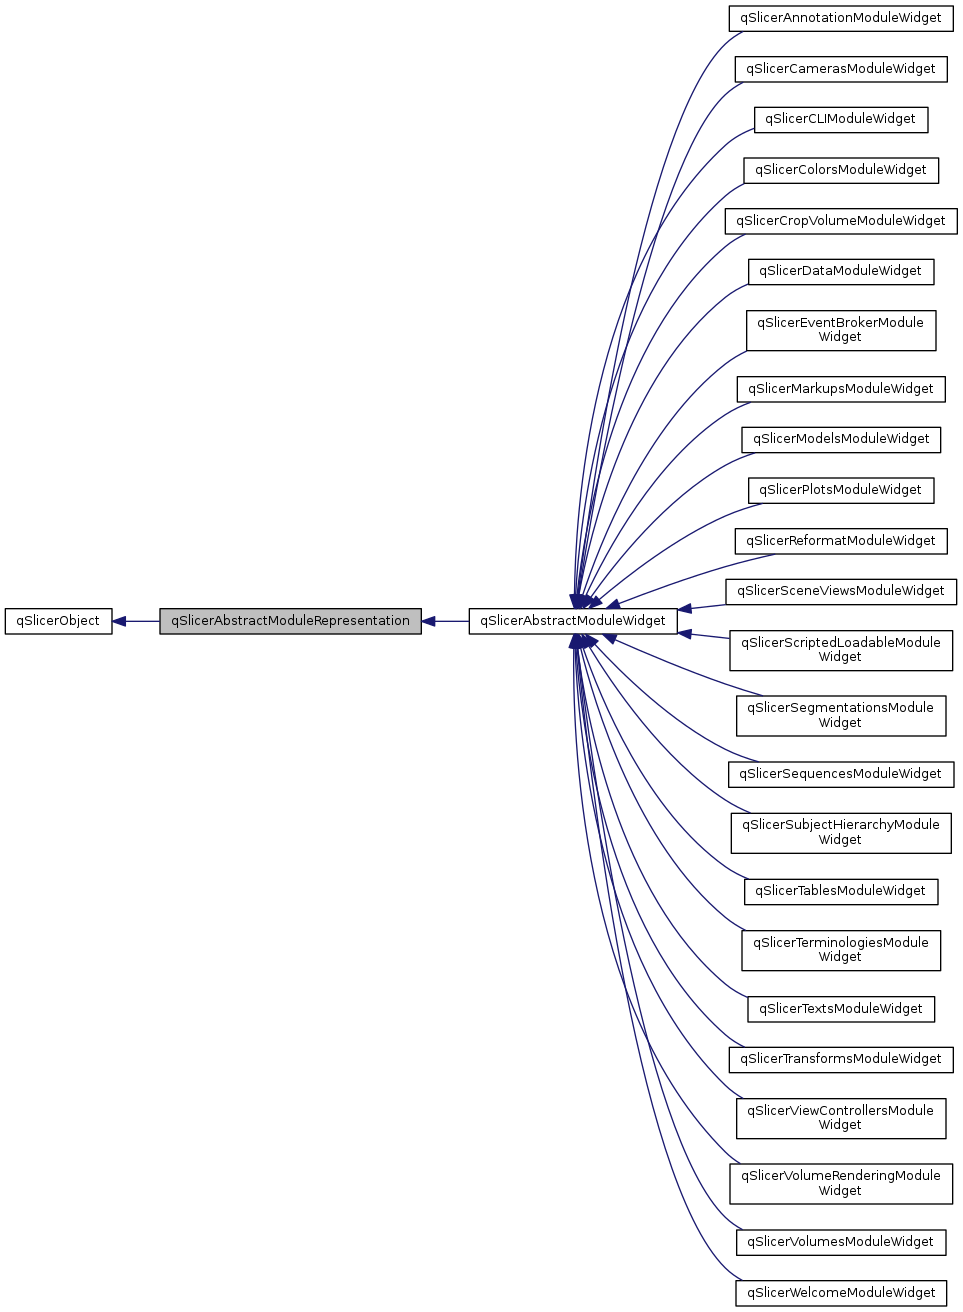 qSlicerAnnotationModuleWidget
qSlicerCamerasModuleWidget
qSlicerCLIModuleWidget
qSlicerColorsModuleWidget
qSlicerCropVolumeModuleWidget
qSlicerDataModuleWidget
qSlicerEventBrokerModule
Widget
qSlicerMarkupsModuleWidget
qSlicerModelsModuleWidget
qSlicerPlotsModuleWidget
qSlicerReformatModuleWidget
qSlicerSceneViewsModuleWidget
qSlicerObject
qSlicerAbstractModuleRepresentation
qSlicerAbstractModuleWidget
qSlicerScriptedLoadableModule
Widget
qSlicerSegmentationsModule
Widget
qSlicerSequencesModuleWidget
qSlicerSubjectHierarchyModule
Widget
qSlicerTablesModuleWidget
qSlicerTerminologiesModule
Widget
qSlicerTextsModuleWidget
qSlicerTransformsModuleWidget
qSlicerViewControllersModule
Widget
qSlicerVolumeRenderingModule
Widget
qSlicerVolumesModuleWidget
qSlicerWelcomeModuleWidget